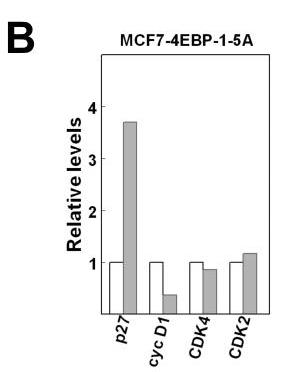 B
MCF7-4EBP-1-5A
Relative levels
4
3
2
1
p27
cyc D1
CDK4
CDK2